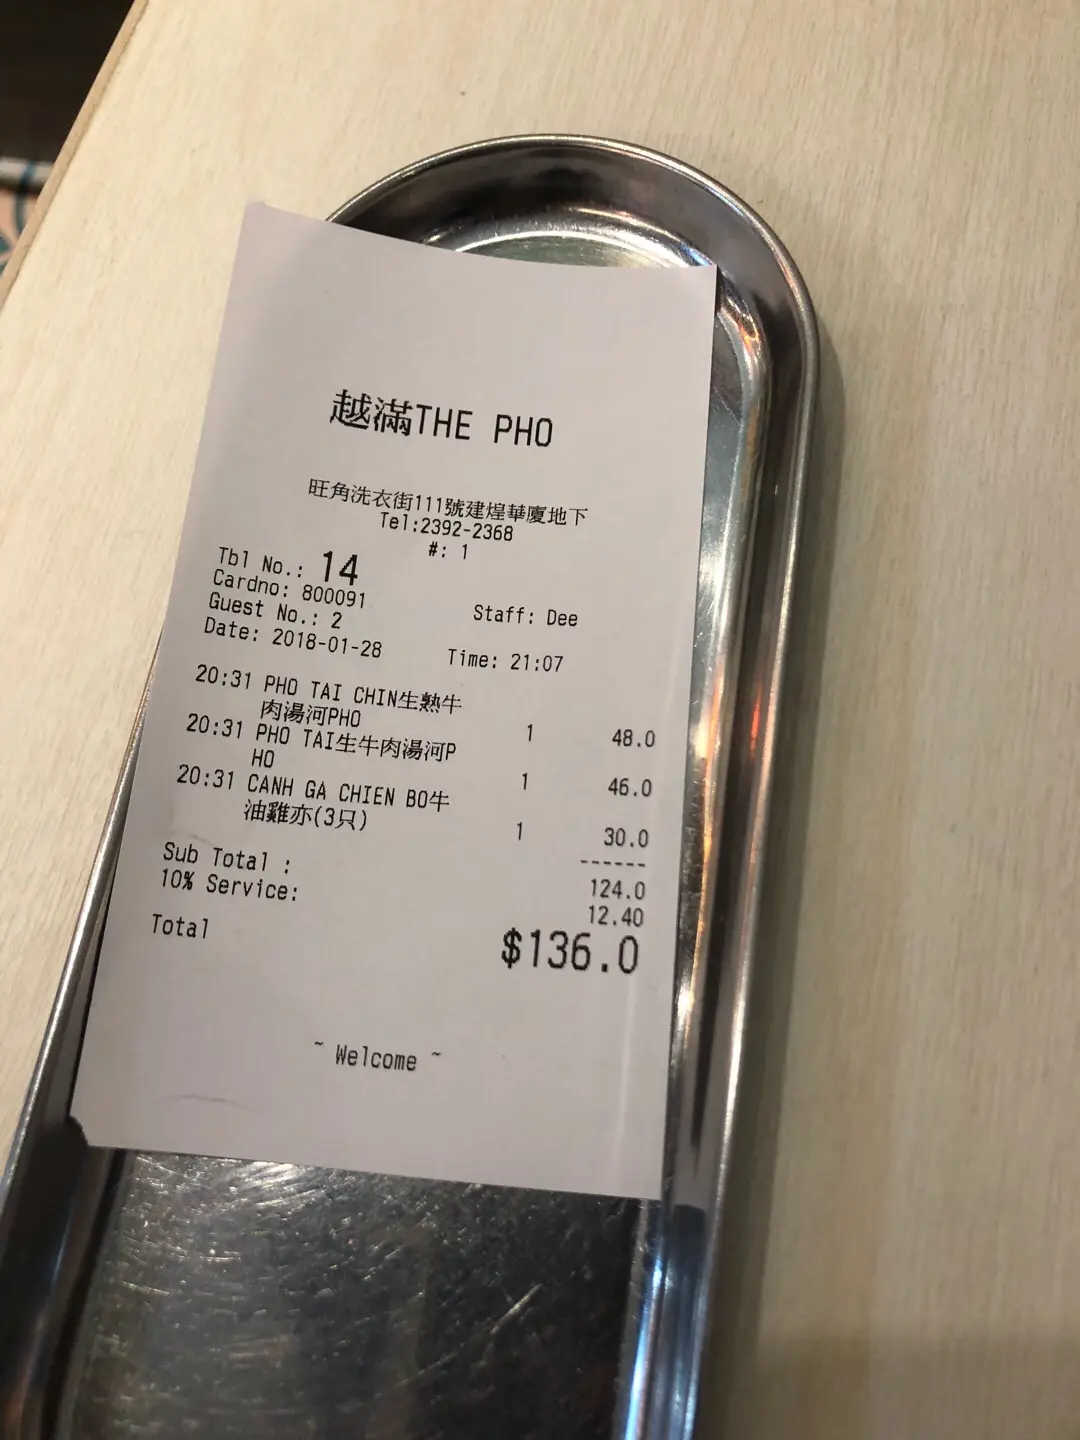 越滿THE PHO
旺角洗衣街111號建煌華廈地下
Tel:2392-2368
#: 1
Tbl No.: 14
Cardno: 800091
Guest No.: 2 Staff: Dee
Date: 2018-01-28 Time: 21:07
20:31 PHO TAI CHIN生熟牛
肉湯河PHO 1 48.0
20:31 PHO TAI生牛肉湯河P
HO 1 46.0
20:31 CANH GA CHIEN BO牛
油雞亦(3只) 1 30.0
------
Sub Total : 124.0
10% Service: 12.40
Total $136.0
~ Welcome ~